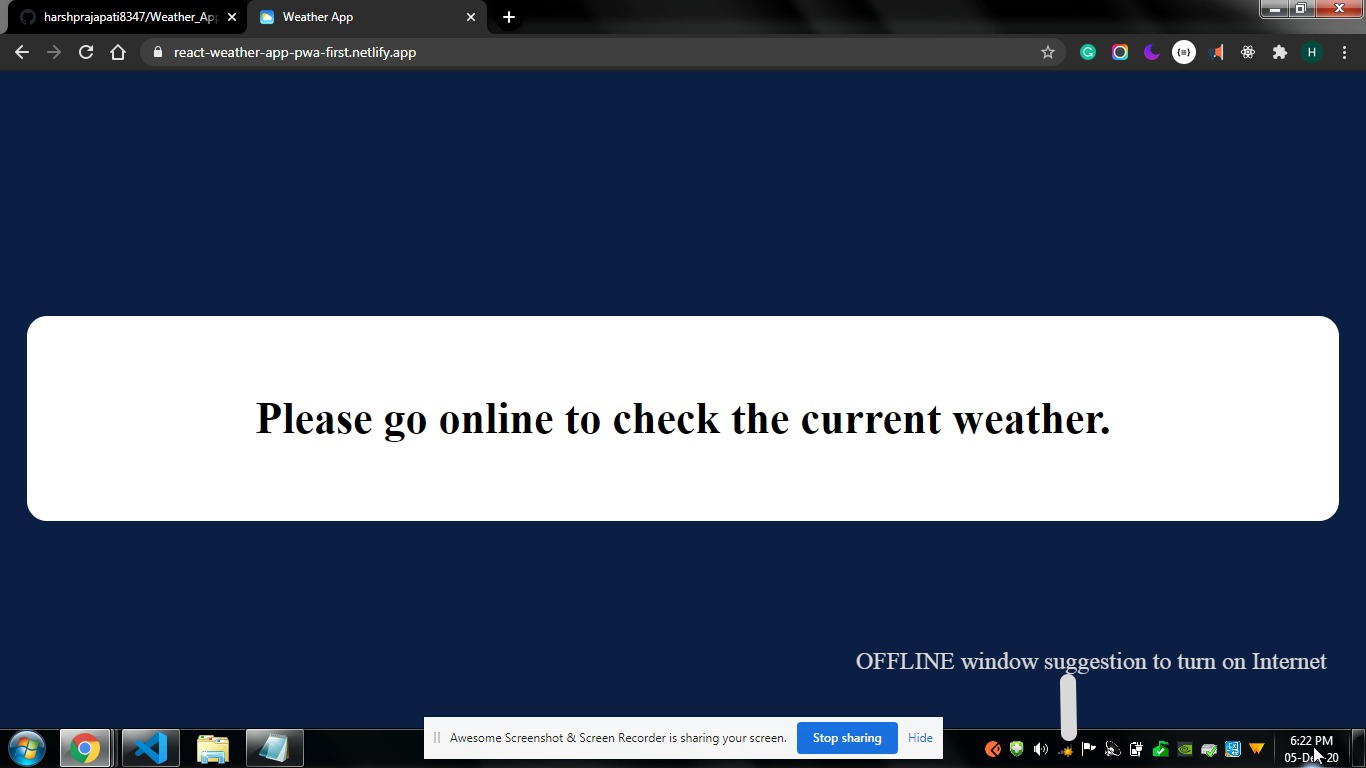 harshprajapati8347/Weather_App
Weather App
react-weather-app-pwa-first.netlify.app
H
Please go online to check the current weather.
OFFLINE window suggestion to turn on Internet
Awesome Screenshot & Screen Recorder is sharing your screen.
Stop sharing
Hide
6:22 PM
05-Dec-20